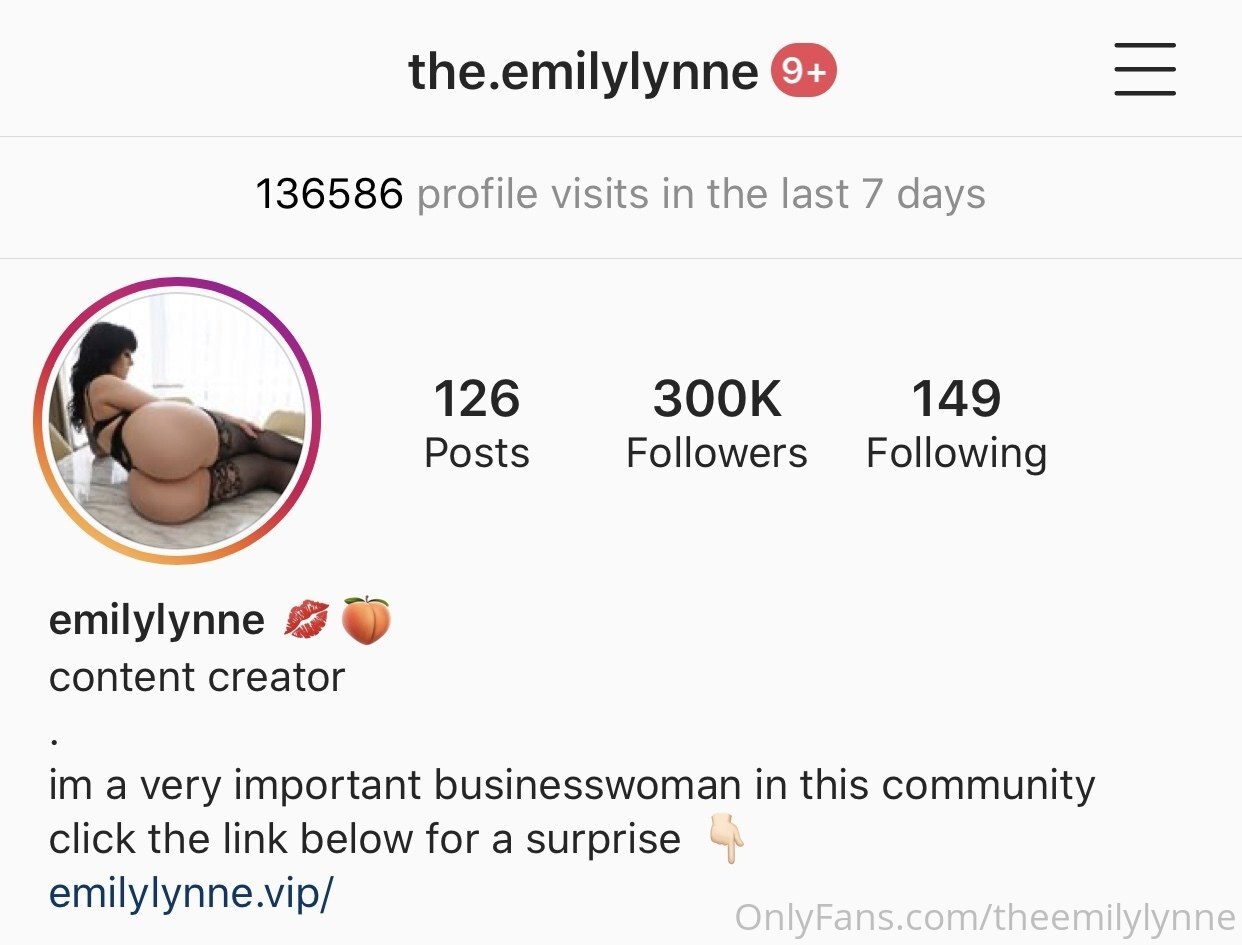 the.emilylynne 9+
136586 profile visits in the last 7 days
126 300K 149
Posts Followers Following
emilylynne 💋🍑
content creator
.
im a very important businesswoman in this community
click the link below for a surprise 👇🏻
emilylynne.vip/
OnlyFans.com/theemilylynne